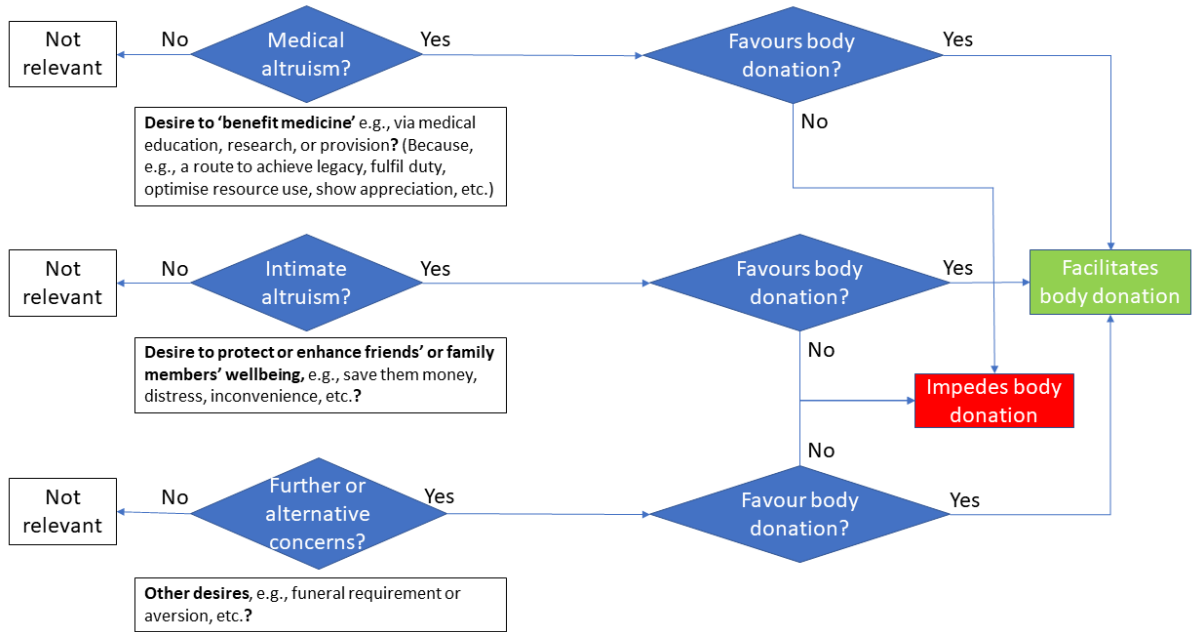 Not
relevant
No
Medical
altruism?
Yes
Favours body
donation?
Yes
No
Desire to ‘benefit medicine’ e.g., via medical
education, research, or provision? (Because,
e.g., a route to achieve legacy, fulfil duty,
optimise resource use, show appreciation, etc.)
Not
relevant
No
Intimate
altruism?
Yes
Favours body
donation?
Yes
Facilitates
body donation
No
Desire to protect or enhance friends’ or family
members’ wellbeing, e.g., save them money,
distress, inconvenience, etc.?
Impedes body
donation
No
Not
relevant
No
Further or
alternative
concerns?
Yes
Favour body
donation?
Yes
Other desires, e.g., funeral requirement or
aversion, etc.?